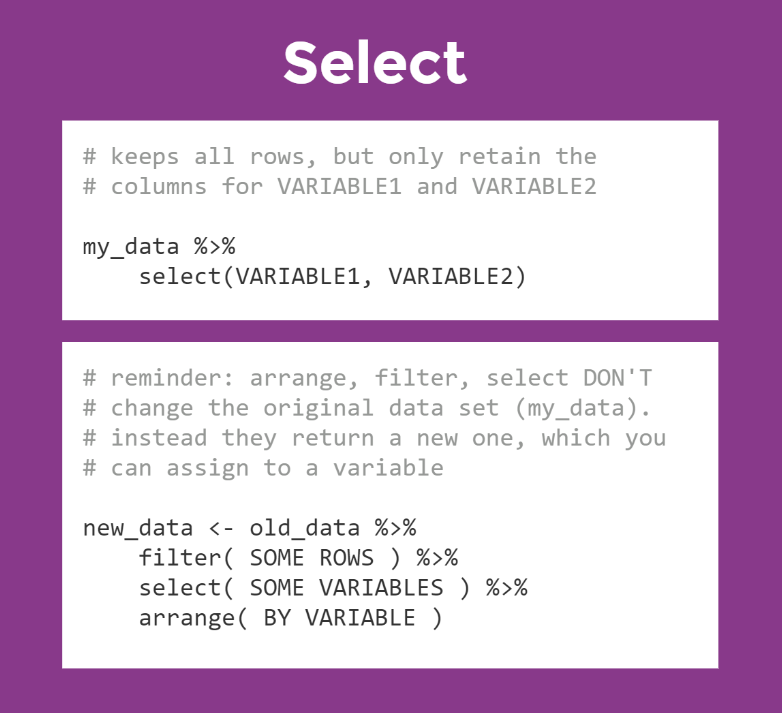 Select
# keeps all rows, but only retain the
# columns for VARIABLE1 and VARIABLE2
my_data %>%
    select(VARIABLE1, VARIABLE2)
# reminder: arrange, filter, select DON'T
# change the original data set (my_data).
# instead they return a new one, which you
# can assign to a variable
new_data <- old_data %>%
    filter( SOME ROWS ) %>%
    select( SOME VARIABLES ) %>%
    arrange( BY VARIABLE )